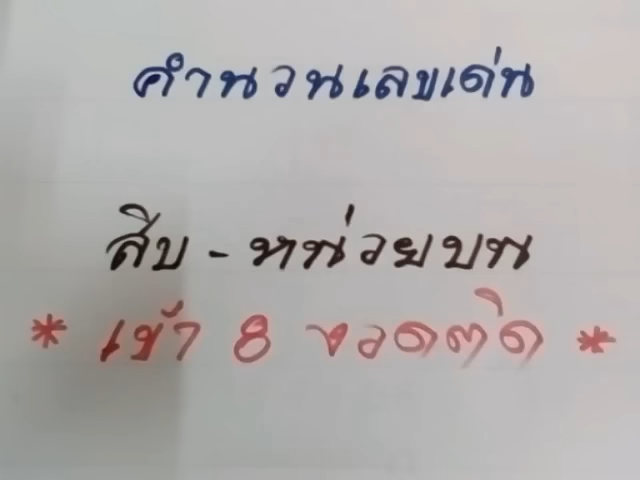 คำนวนเลขเด่น
สิบ - หน่วยบน
* เข้า 8 งวดติด *